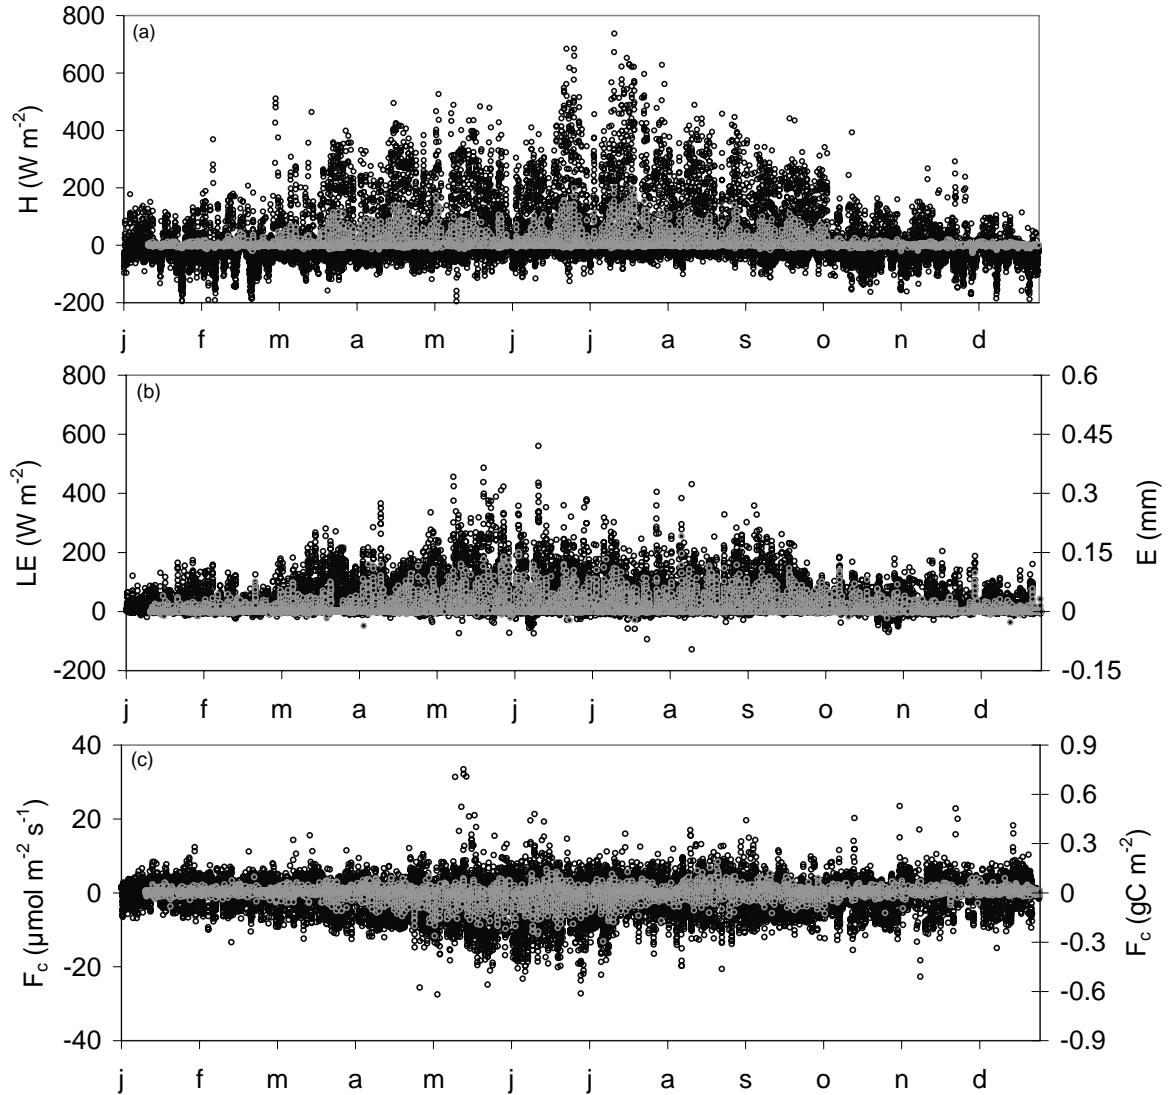 (a)
H (W m-2)
800
600
400
200
0
-200
j f m a m j j a s o n d
(b)
LE (W m-2)
800
600
400
200
0
-200
0.6
0.45
0.3
0.15
0
-0.15
E (mm)
j f m a m j j a s o n d
(c)
Fc (μmol m-2 s-1)
40
20
0
-20
-40
0.9
0.6
0.3
0
-0.3
-0.6
-0.9
Fc (gC m-2)
j f m a m j j a s o n d